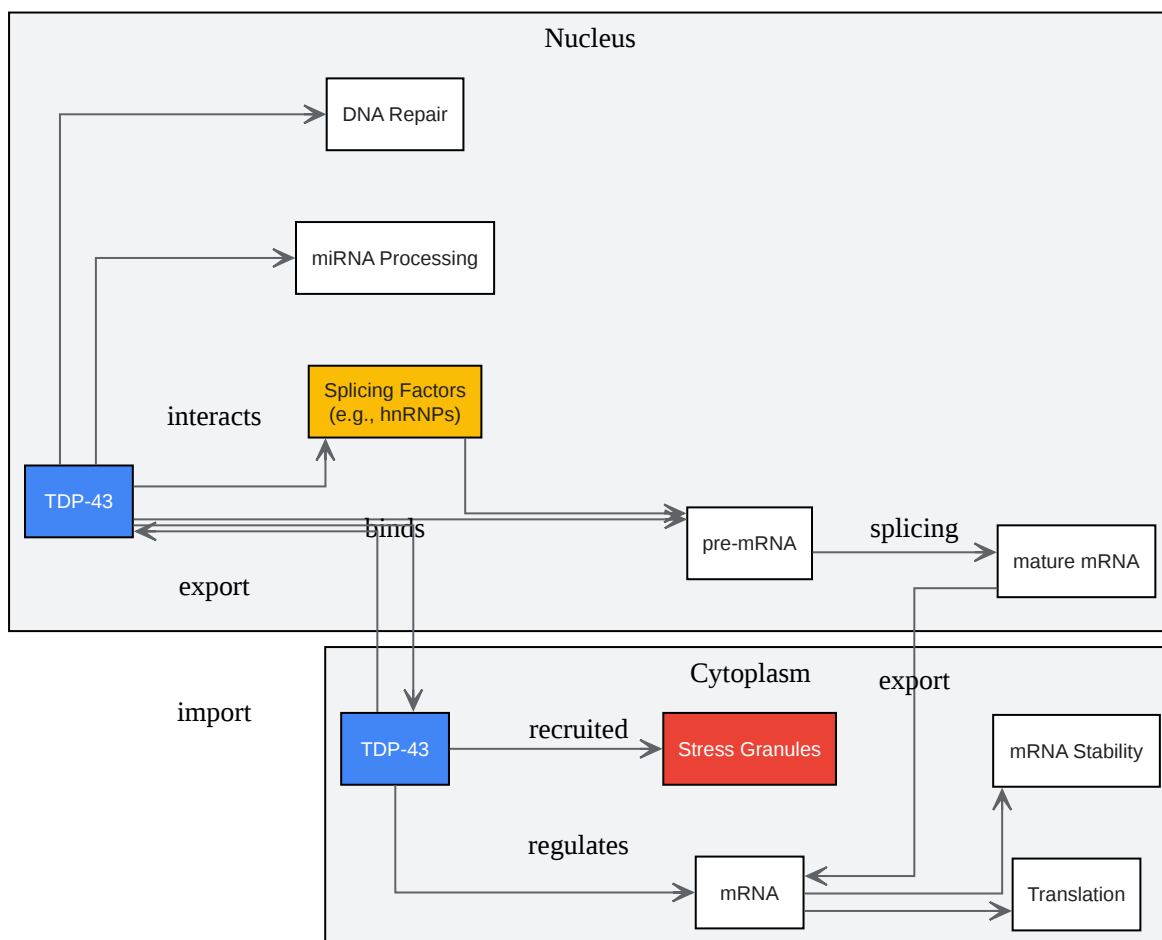 Nucleus
DNA Repair
miRNA Processing
Splicing Factors
(e.g., hnRNPs)
interacts
TDP-43
binds
pre-mRNA
splicing
mature mRNA
export
Cytoplasm
export
import
TDP-43
recruited
Stress Granules
mRNA Stability
regulates
mRNA
Translation